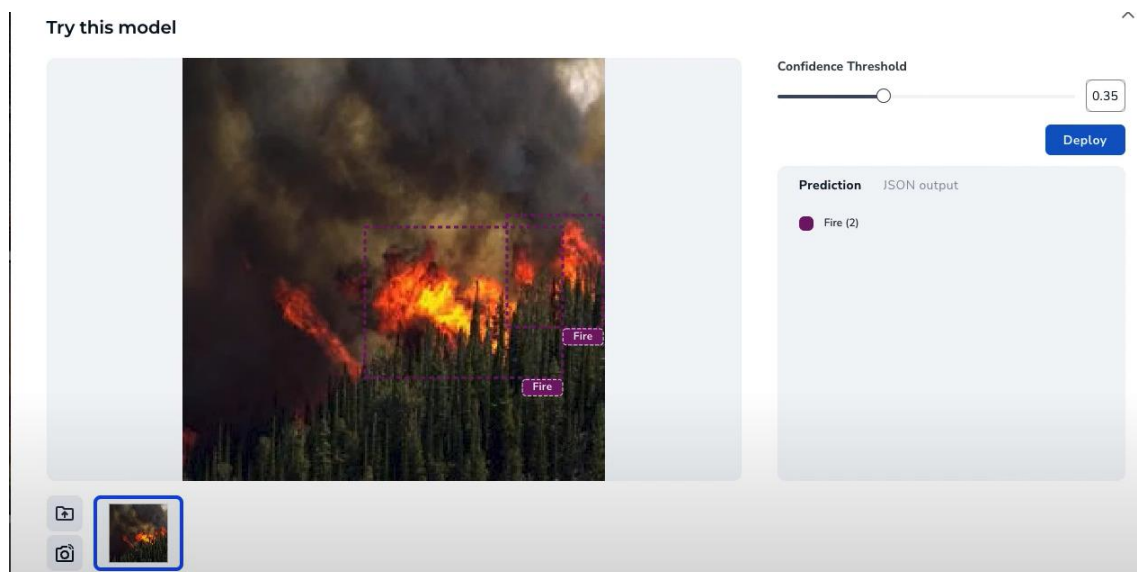 Try this model
Confidence Threshold
0.35
Deploy
Prediction JSON output
Fire (2)
Fire
Fire